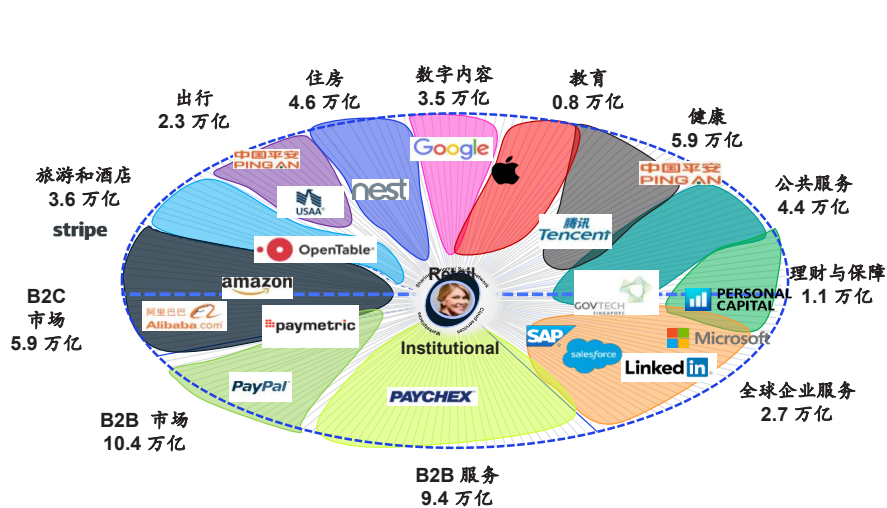 数字内容
3.5 万亿
住房
4.6 万亿
教育
0.8 万亿
出行
2.3 万亿
健康
5.9 万亿
旅游和酒店
3.6 万亿
公共服务
4.4 万亿
中国平安
PING AN
Google
中国平安
PING AN
nest
USAA
腾讯
Tencent
stripe
OpenTable
理财与保障
1.1 万亿
amazon
Retail
GOVTECH
SINGAPORE
PERSONAL
CAPITAL
B2C
市场
5.9 万亿
阿里巴巴
Alibaba.com
paymetric
Institutional
SAP
salesforce
Microsoft
LinkedIn
PayPal
PAYCHEX
全球企业服务
2.7 万亿
B2B 市场
10.4 万亿
B2B 服务
9.4 万亿